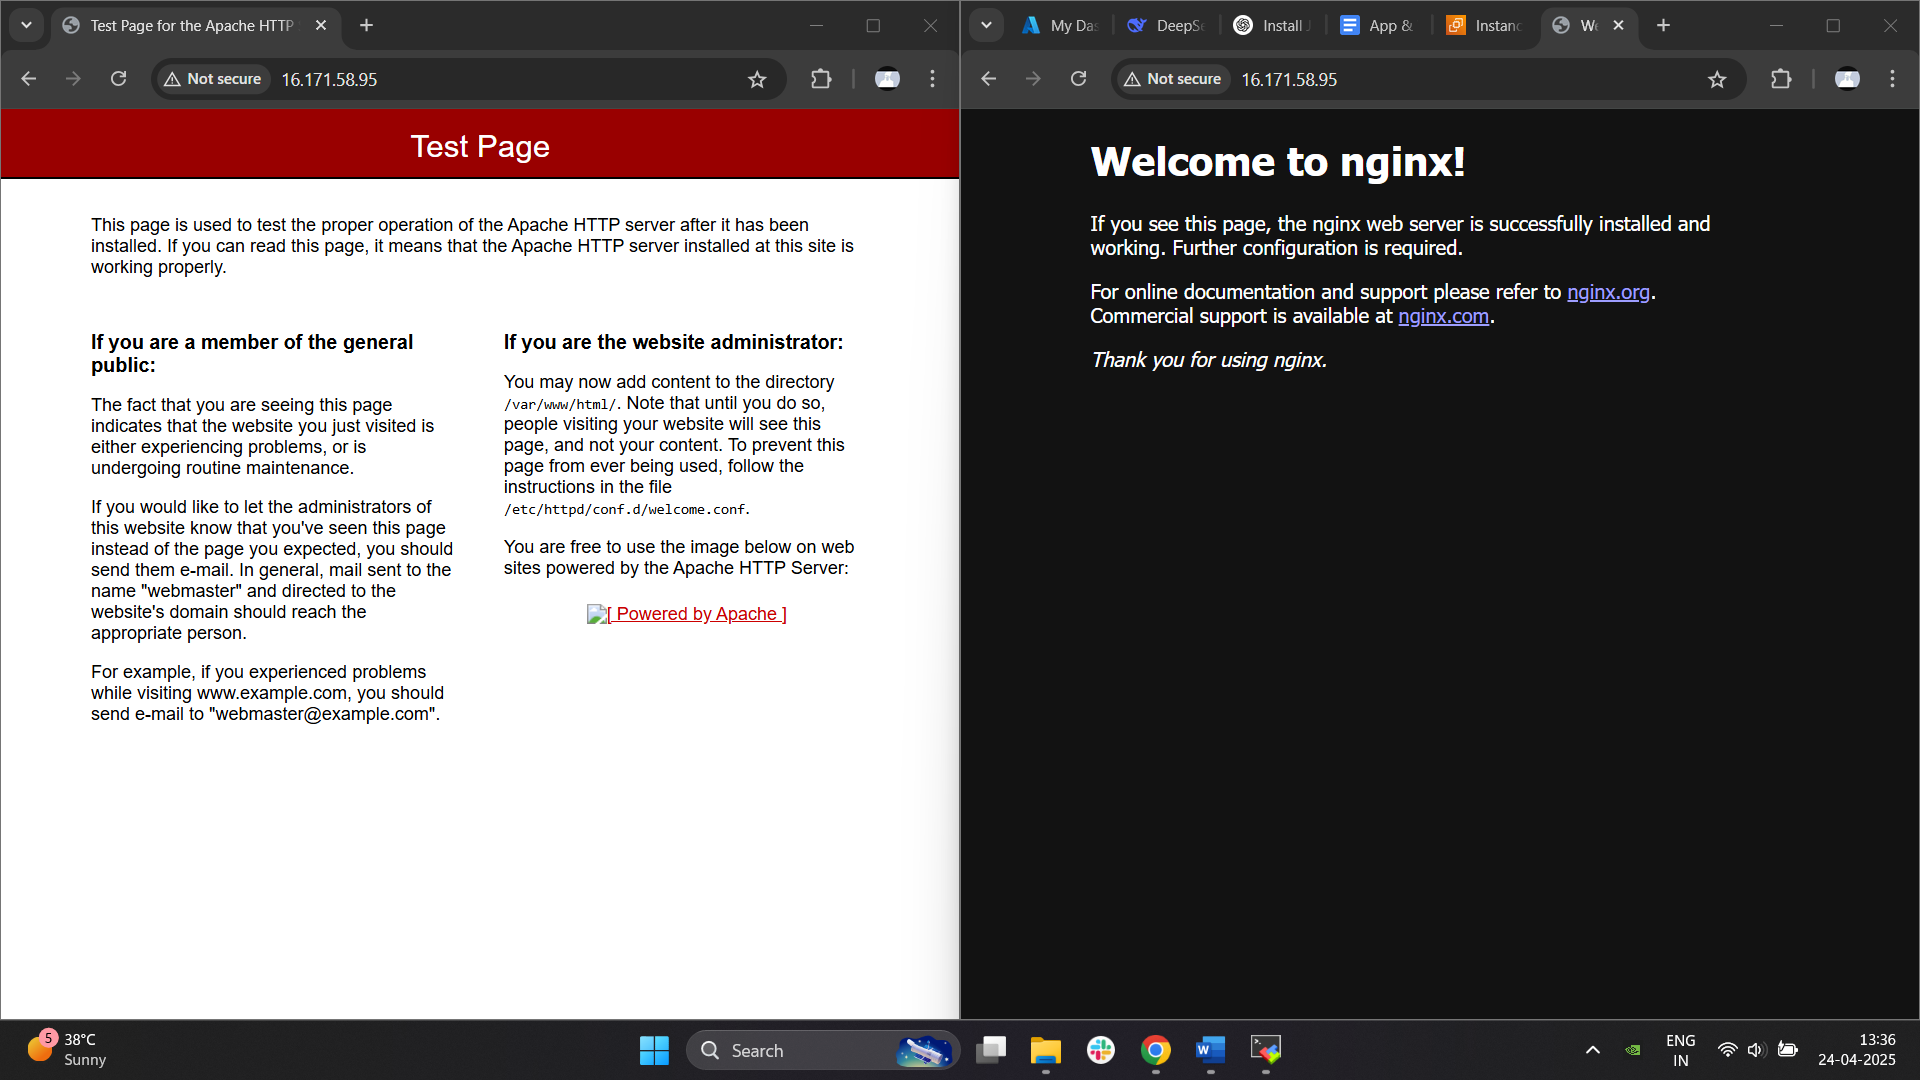 Test Page for the Apache HTTP
Not secure
16.171.58.95
Test Page
This page is used to test the proper operation of the Apache HTTP server after it has been
installed. If you can read this page, it means that the Apache HTTP server installed at this site is
working properly.
If you are a member of the general
public:
The fact that you are seeing this page
indicates that the website you just visited is
either experiencing problems, or is
undergoing routine maintenance.
If you would like to let the administrators of
this website know that you've seen this page
instead of the page you expected, you should
send them e-mail. In general, mail sent to the
name "webmaster" and directed to the
website's domain should reach the
appropriate person.
For example, if you experienced problems
while visiting www.example.com, you should
send e-mail to "webmaster@example.com".
If you are the website administrator:
You may now add content to the directory
/var/www/html/. Note that until you do so,
people visiting your website will see this
page, and not your content. To prevent this
page from ever being used, follow the
instructions in the file
/etc/httpd/conf.d/welcome.conf.
You are free to use the image below on web
sites powered by the Apache HTTP Server:
[ Powered by Apache ]
My Das
DeepSe
Install J
App &
Instanc
We
Not secure
16.171.58.95
Welcome to nginx!
If you see this page, the nginx web server is successfully installed and
working. Further configuration is required.
For online documentation and support please refer to nginx.org.
Commercial support is available at nginx.com.
Thank you for using nginx.
5
38°C
Sunny
Search
W
ENG
IN
13:36
24-04-2025